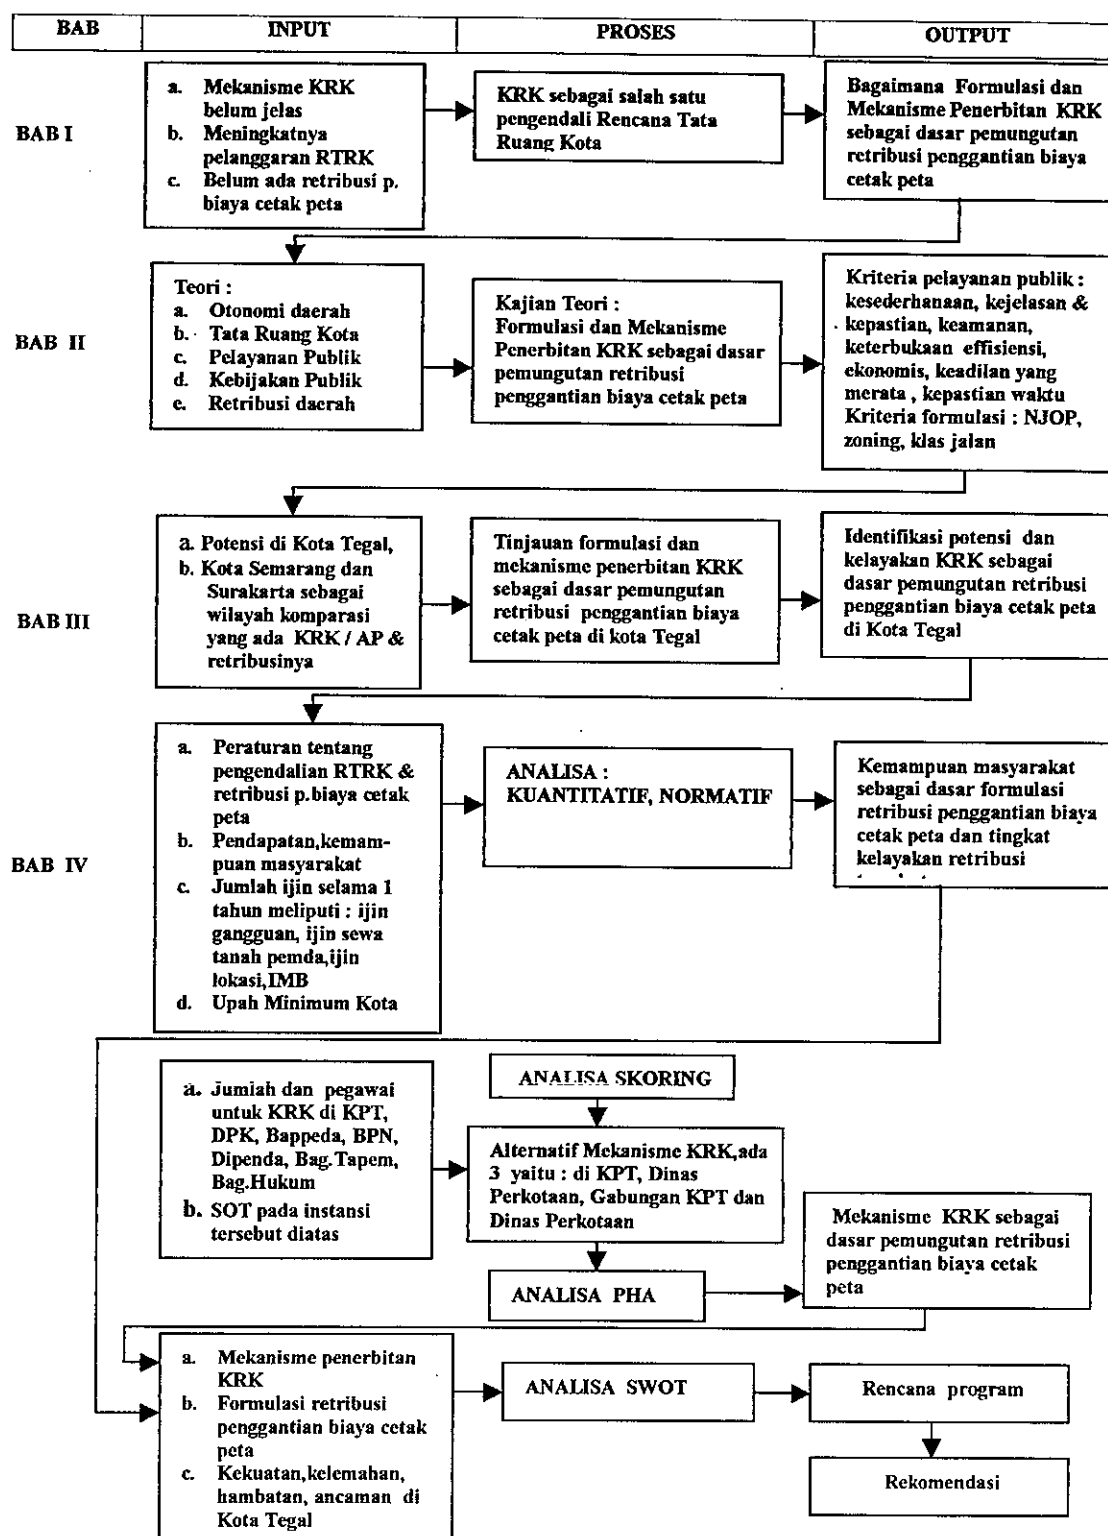 BAB INPUT PROSES OUTPUT
BAB I
a. Mekanisme KRK
belum jelas
b. Meningkatnya
pelanggaran RTRK
c. Belum ada retribusi p.
biaya cetak peta
KRK sebagai salah satu
pengendali Rencana Tata
Ruang Kota
Bagaimana Formulasi dan
Mekanisme Penerbitan KRK
sebagai dasar pemungutan
retribusi penggantian biaya
cetak peta
BAB II
Teori :
a. Otonomi daerah
b. Tata Ruang Kota
c. Pelayanan Publik
d. Kebijakan Publik
e. Retribusi daerah
Kajian Teori :
Formulasi dan Mekanisme
Penerbitan KRK sebagai dasar
pemungutan retribusi
penggantian biaya cetak peta
Kriteria pelayanan publik :
kesederhanaan, kejelasan &
kepastian, keamanan,
keterbukaan effisiensi,
ekonomis, keadilan yang
merata , kepastian waktu
Kriteria formulasi : NJOP,
zoning, klas jalan
BAB III
a. Potensi di Kota Tegal,
b. Kota Semarang dan
Surakarta sebagai
wilayah komparasi
yang ada KRK / AP &
retribusinya
Tinjauan formulasi dan
mekanisme penerbitan KRK
sebagai dasar pemungutan
retribusi penggantian biaya
cetak peta di kota Tegal
Identifikasi potensi dan
kelayakan KRK sebagai
dasar pemungutan retribusi
penggantian biaya cetak peta
di Kota Tegal
BAB IV
a. Peraturan tentang
pengendalian RTRK &
retribusi p.biaya cetak
peta
b. Pendapatan,kemam-
puan masyarakat
c. Jumlah ijin selama 1
tahun meliputi : ijin
gangguan, ijin sewa
tanah pemda,ijin
lokasi,IMB
d. Upah Minimum Kota
ANALISA :
KUANTITATIF, NORMATIF
Kemampuan masyarakat
sebagai dasar formulasi
retribusi penggantian biaya
cetak peta dan tingkat
kelayakan retribusi
a. Jumlah dan pegawai
untuk KRK di KPT,
DPK, Bappeda, BPN,
Dipenda, Bag.Tapem,
Bag.Hukum
b. SOT pada instansi
tersebut diatas
ANALISA SKORING
Alternatif Mekanisme KRK,ada
3 yaitu : di KPT, Dinas
Perkotaan, Gabungan KPT dan
Dinas Perkotaan
ANALISA PHA
Mekanisme KRK sebagai
dasar pemungutan retribusi
penggantian biaya cetak
peta
a. Mekanisme penerbitan
KRK
b. Formulasi retribusi
penggantian biaya cetak
peta
c. Kekuatan,kelemahan,
hambatan, ancaman di
Kota Tegal
ANALISA SWOT
Rencana program
Rekomendasi